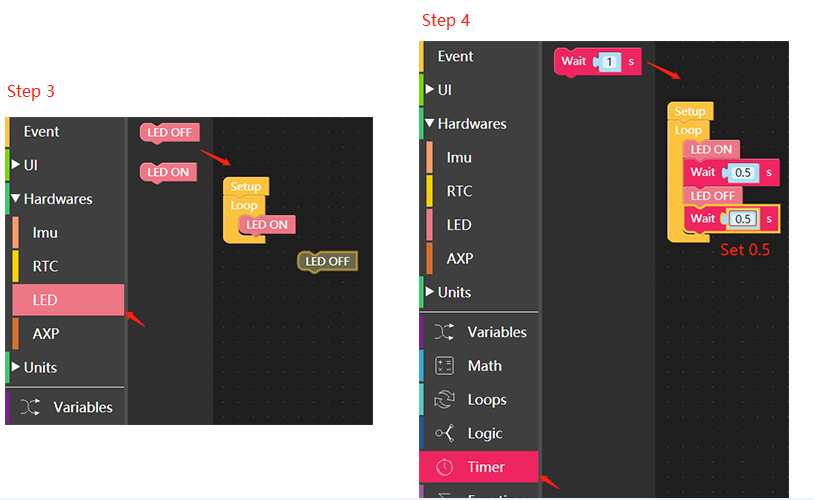 Step 3
Event
UI
Hardwares
Imu
RTC
LED
AXP
Units
Variables
LED OFF
LED ON
Setup
Loop
LED ON
LED OFF
Step 4
Event
UI
Hardwares
Imu
RTC
LED
AXP
Units
Variables
Math
Loops
Logic
Timer
Wait 1 s
Setup
Loop
LED ON
Wait 0.5 s
LED OFF
Wait 0.5 s
Set 0.5